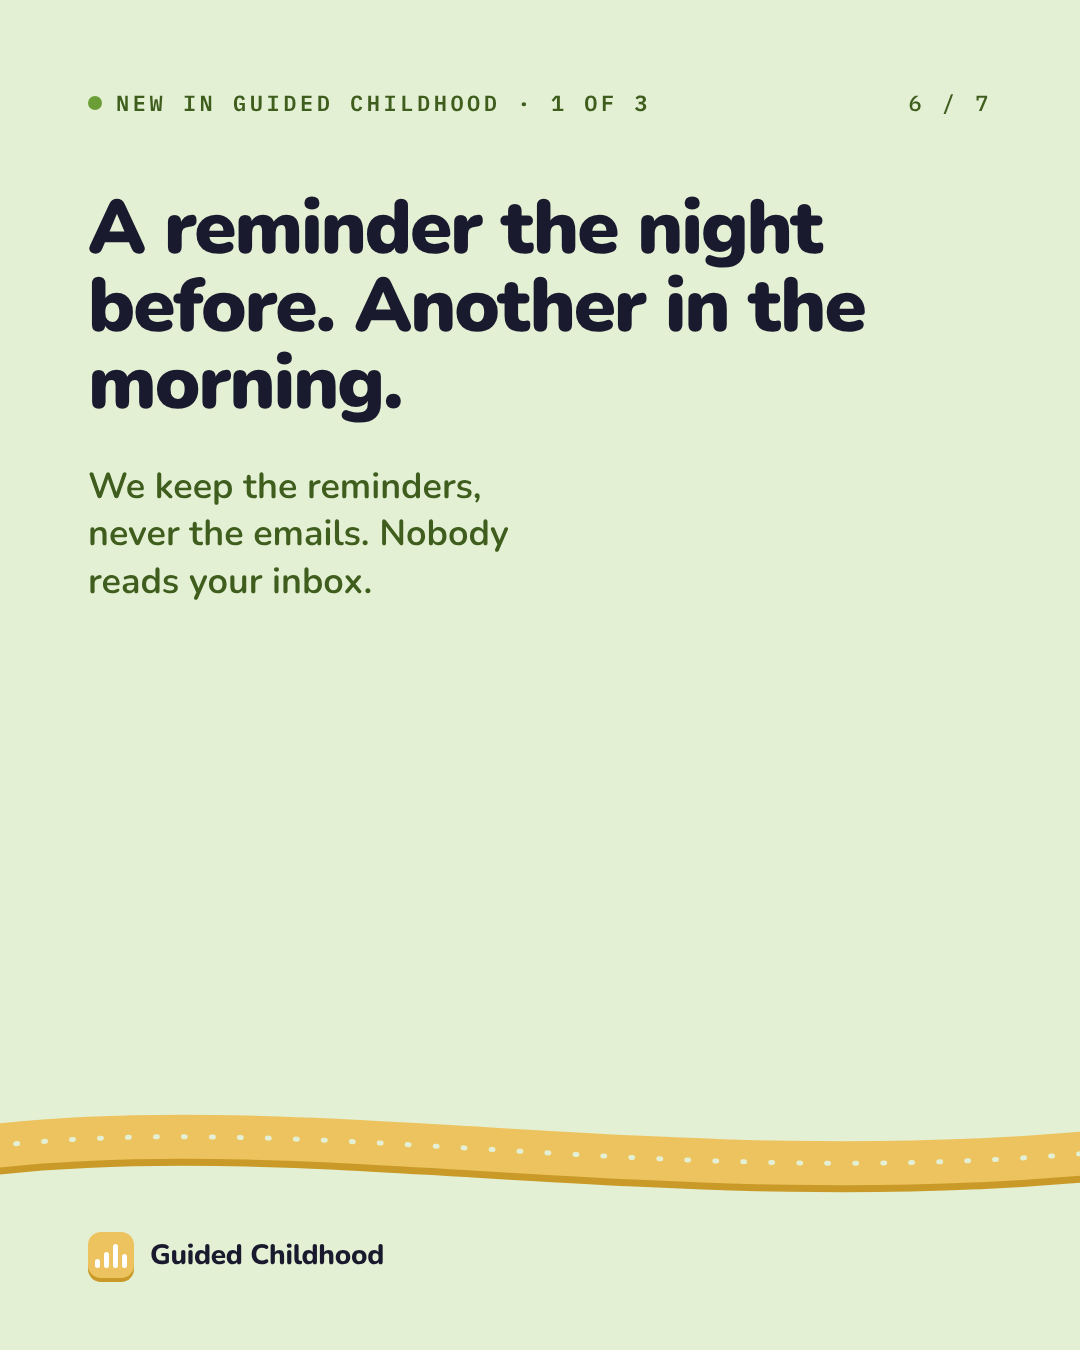 NEW IN GUIDED CHILDHOOD · 1 OF 3
6 / 7
A reminder the night
before. Another in the
morning.
We keep the reminders,
never the emails. Nobody
reads your inbox.
Guided Childhood